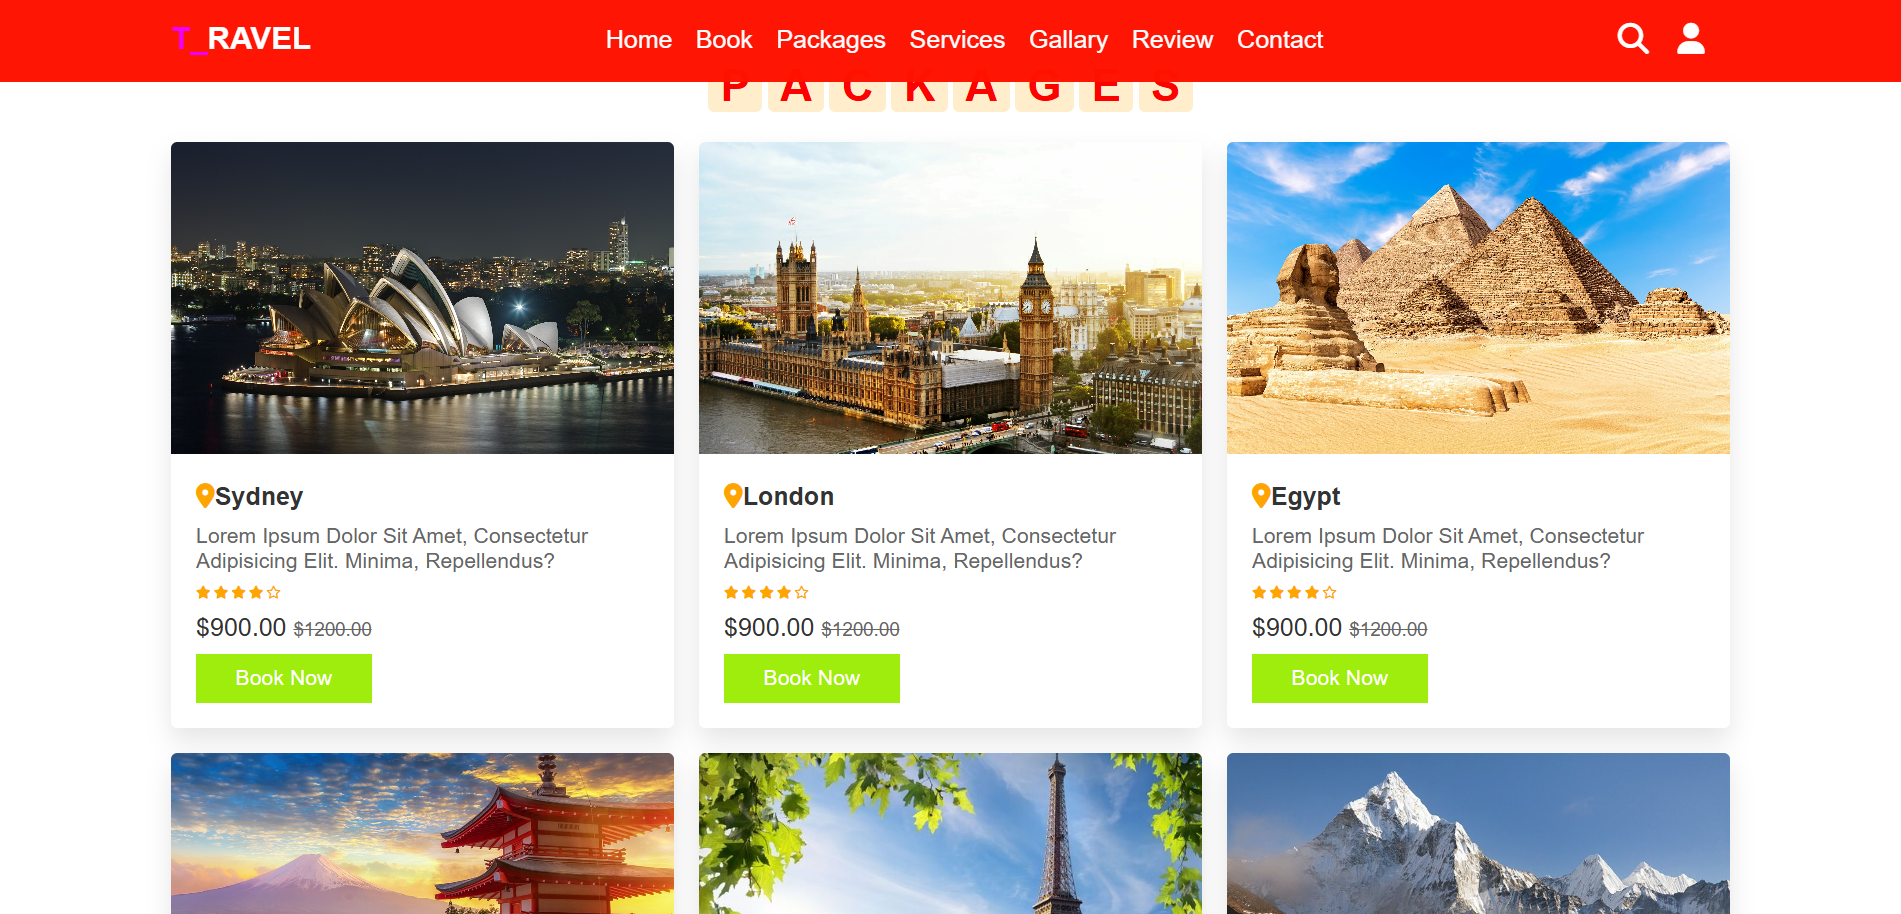 T_RAVEL
Home Book Packages Services Gallary Review Contact
PACKAGES
Sydney
Lorem Ipsum Dolor Sit Amet, Consectetur
Adipisicing Elit. Minima, Repellendus?
$900.00 $1200.00
Book Now
London
Lorem Ipsum Dolor Sit Amet, Consectetur
Adipisicing Elit. Minima, Repellendus?
$900.00 $1200.00
Book Now
Egypt
Lorem Ipsum Dolor Sit Amet, Consectetur
Adipisicing Elit. Minima, Repellendus?
$900.00 $1200.00
Book Now